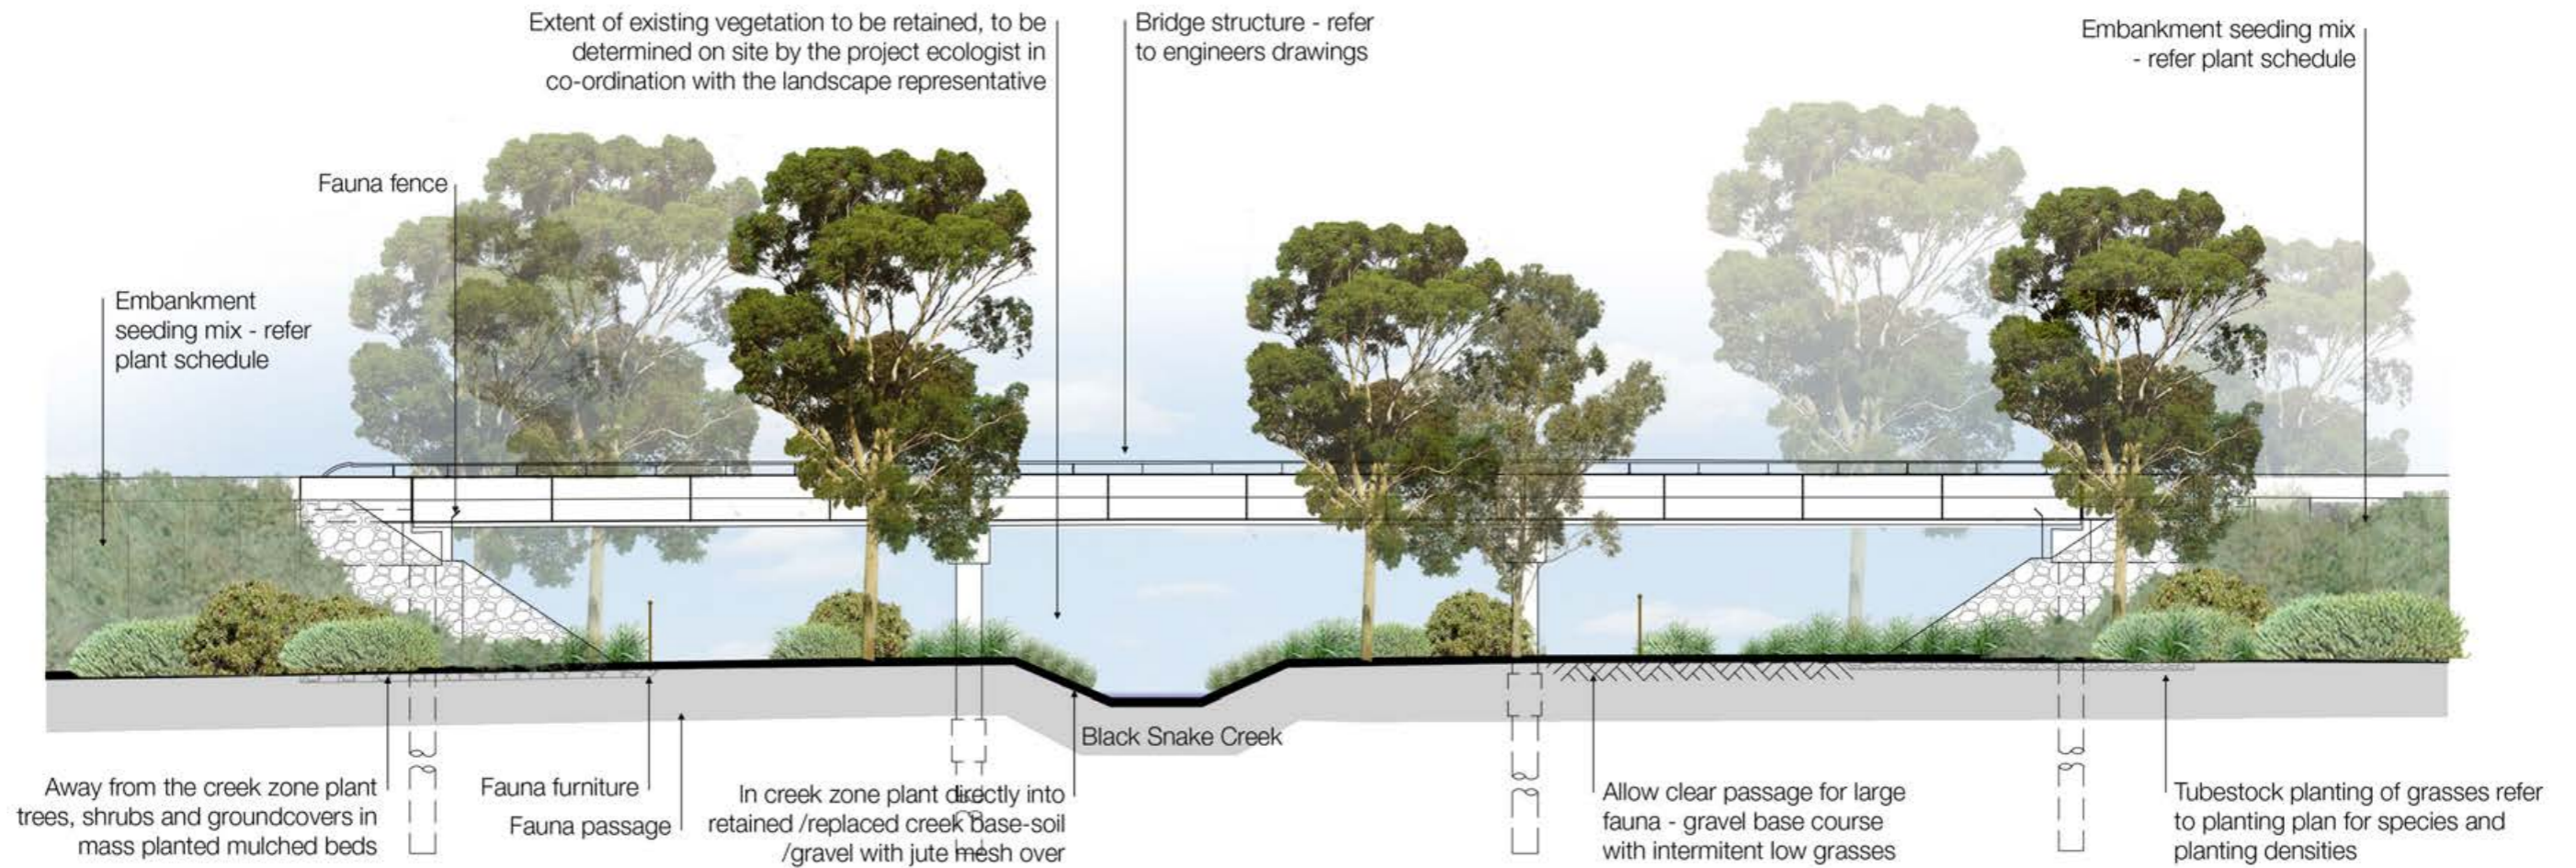 Extent of existing vegetation to be retained, to be
determined on site by the project ecologist in
co-ordination with the landscape representative
Bridge structure - refer
to engineers drawings
Embankment seeding mix
- refer plant schedule
Fauna fence
Embankment
seeding mix - refer
plant schedule
Black Snake Creek
Away from the creek zone plant
trees, shrubs and groundcovers in
mass planted mulched beds
Fauna furniture
Fauna passage
In creek zone plant directly into
retained /replaced creek base-soil
/gravel with jute mesh over
Allow clear passage for large
fauna - gravel base course
with intermitent low grasses
Tubestock planting of grasses refer
to planting plan for species and
planting densities